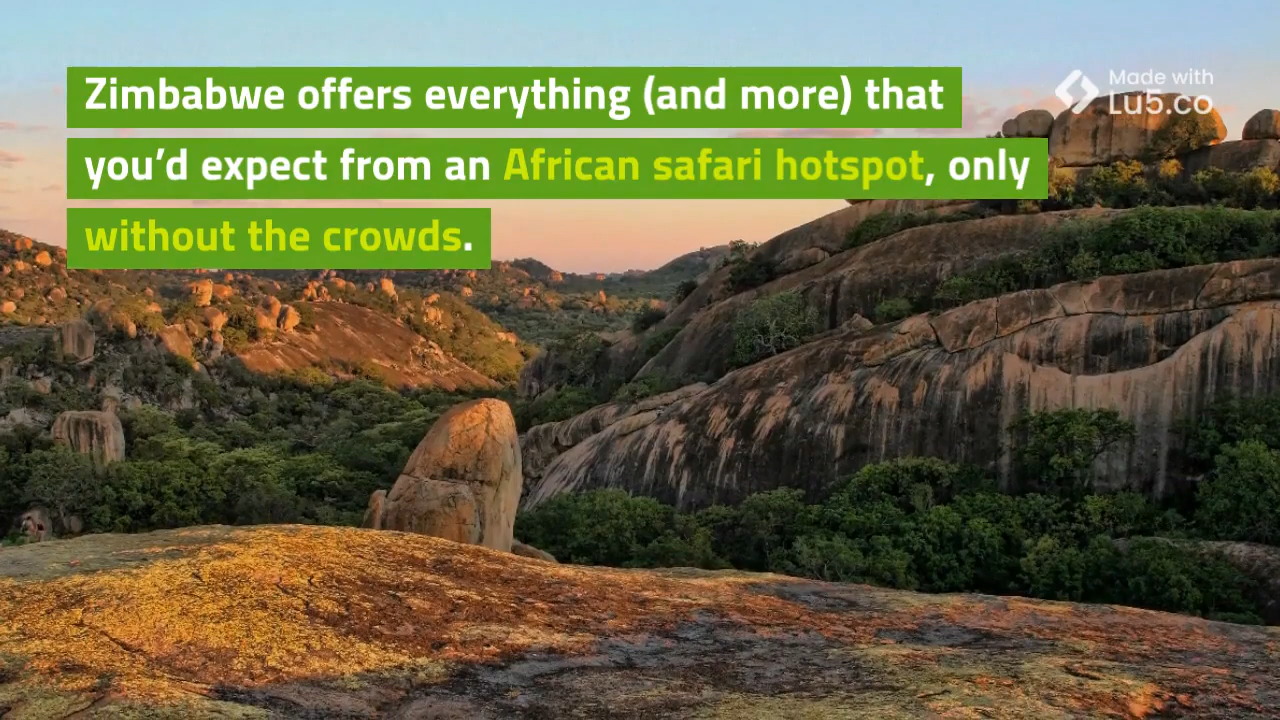 Zimbabwe offers everything (and more) that
you’d expect from an African safari hotspot, only
without the crowds.
Made with
Lu5.co